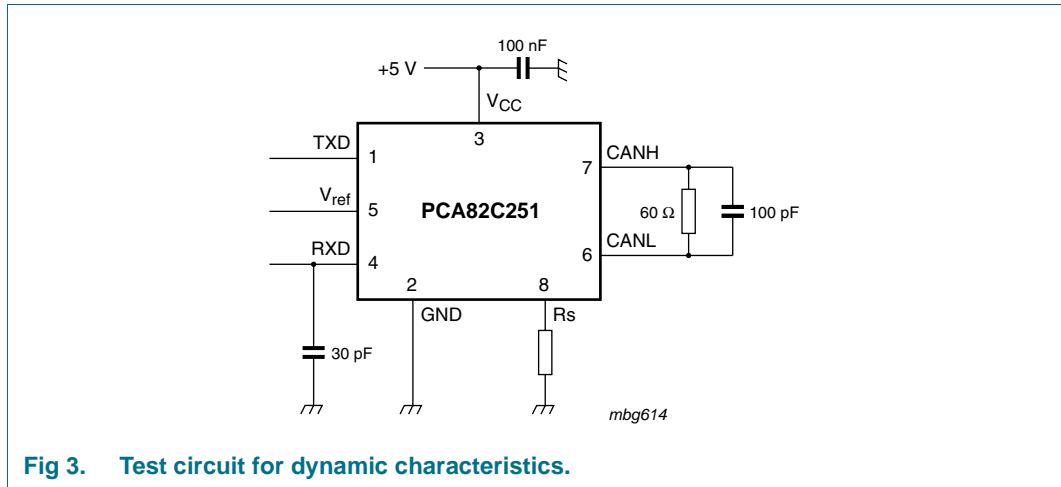 100 nF
+5 V
VCC
3
TXD
1
CANH
7
Vref
5
PCA82C251
60 Ω
100 pF
RXD
4
CANL
6
2
8
GND
Rs
30 pF
mbg614
Fig 3. Test circuit for dynamic characteristics.